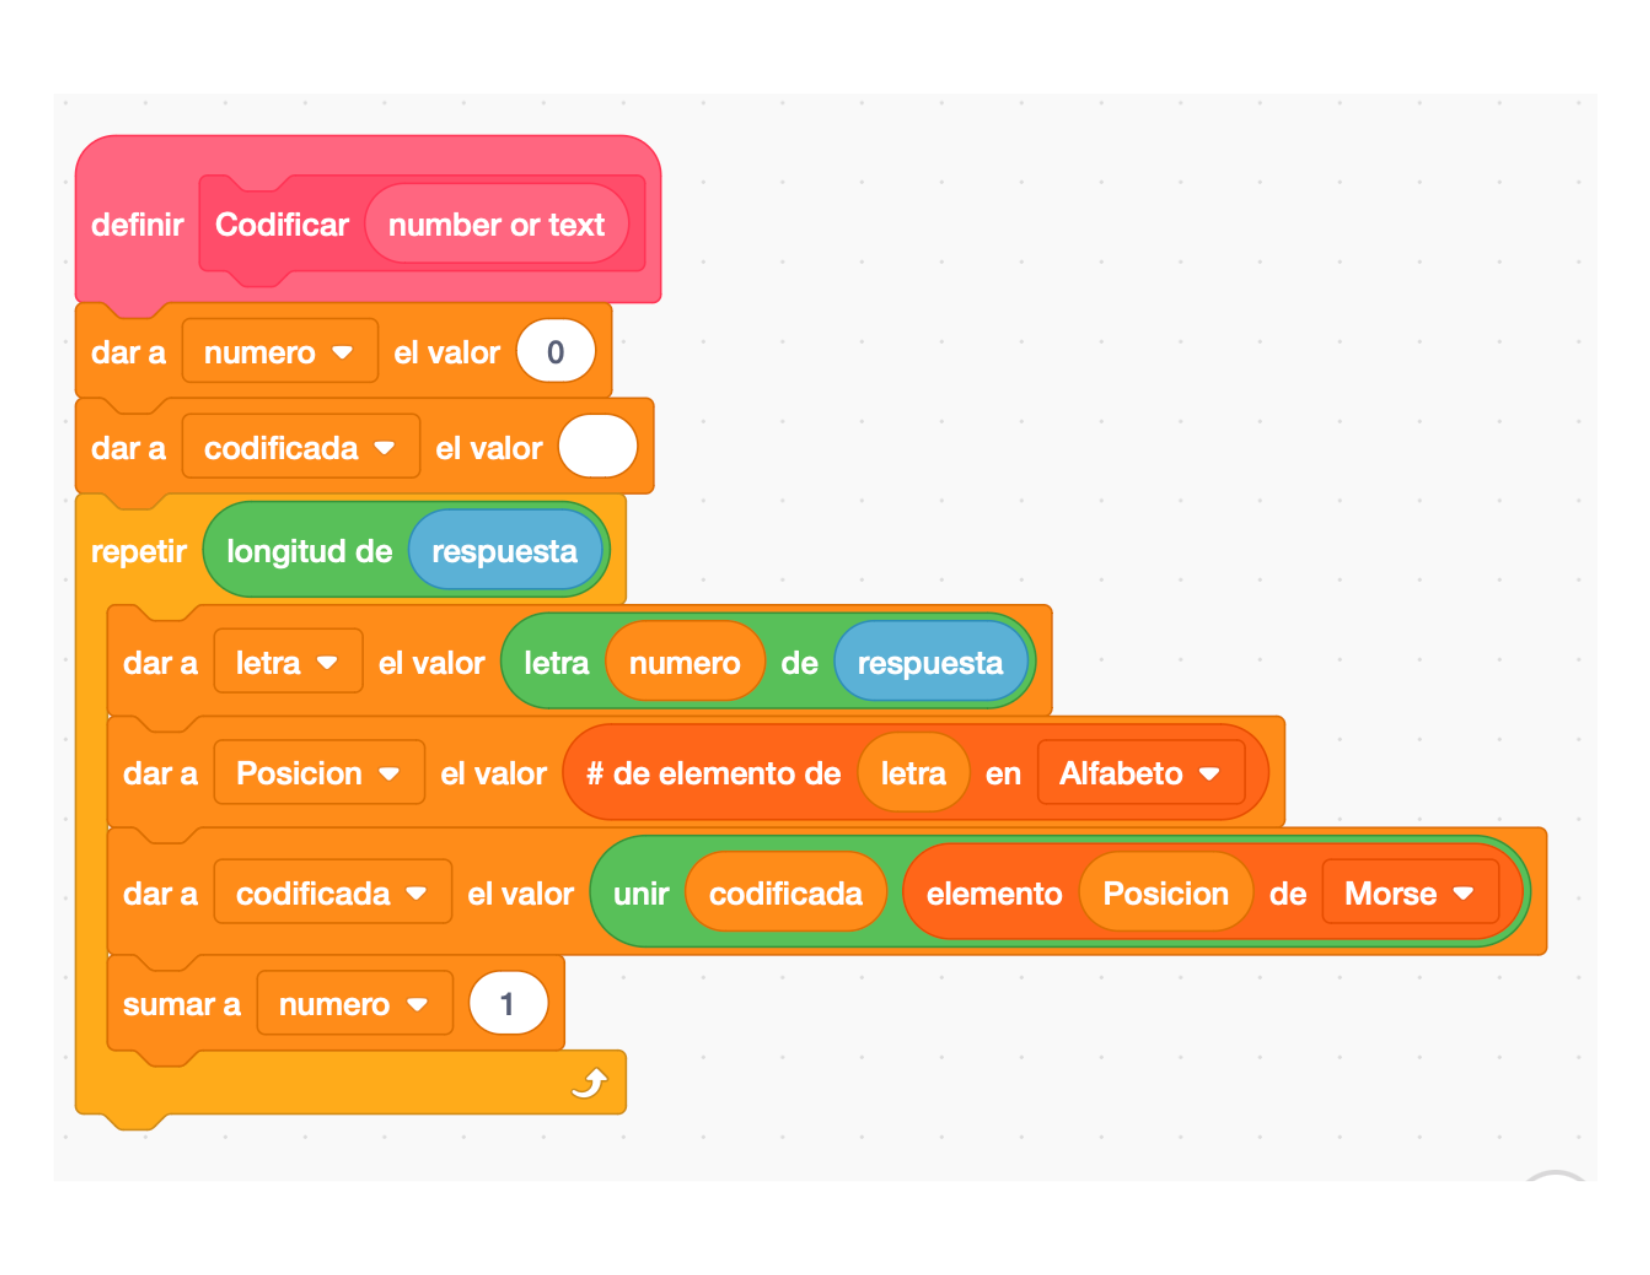 definir Codificar number or text
dar a numero el valor 0
dar a codificada el valor
repetir longitud de respuesta
dar a letra el valor letra numero de respuesta
dar a Posicion el valor # de elemento de letra en Alfabeto
dar a codificada el valor unir codificada elemento Posicion de Morse
sumar a numero 1